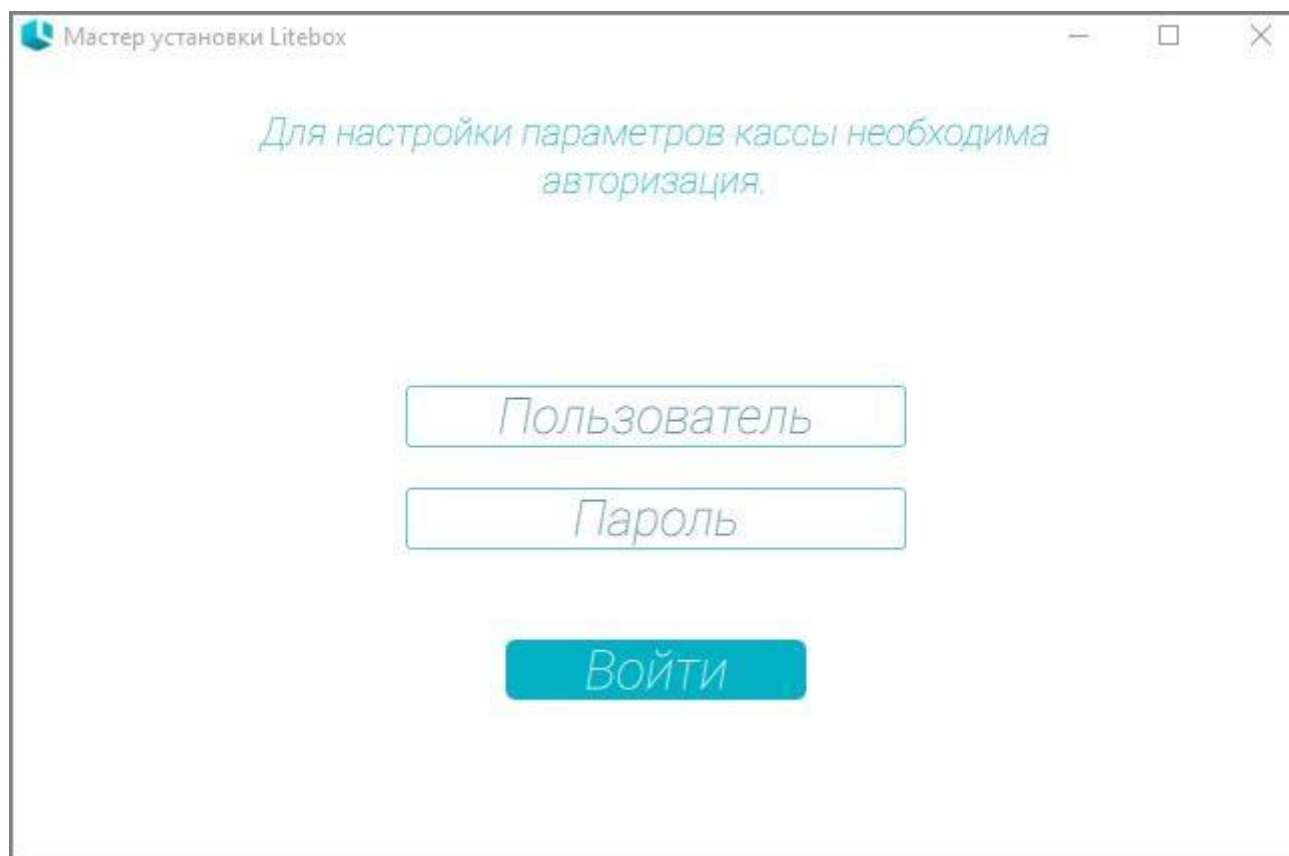 Мастер установки Litebox
Для настройки параметров кассы необходима
авторизация.
Пользователь
Пароль
Войти